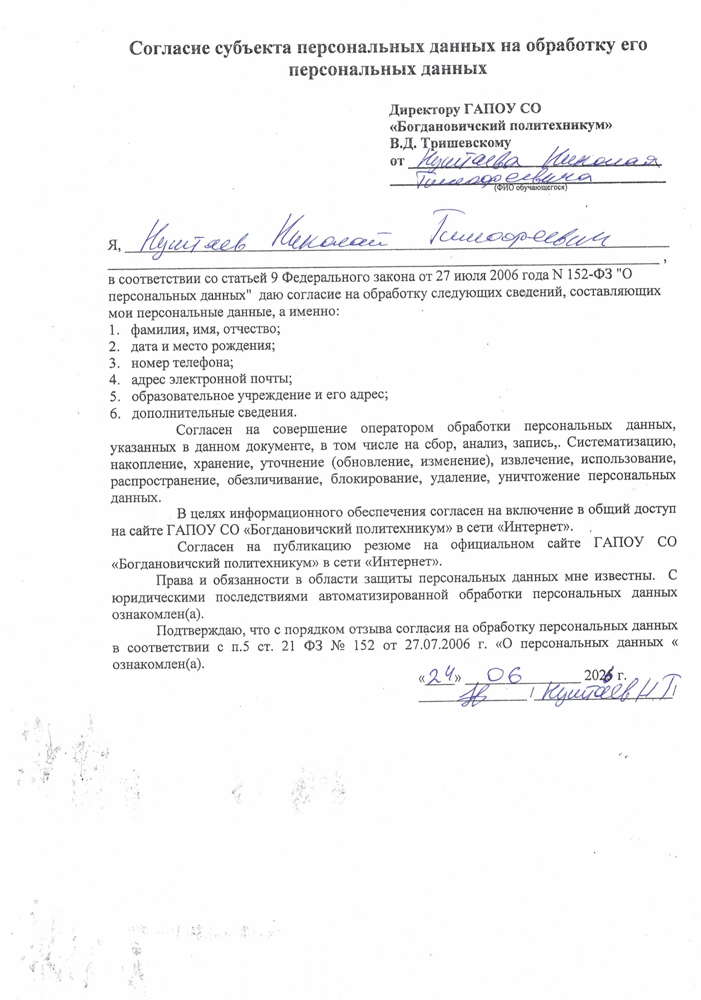 Согласие субъекта персональных данных на обработку его
персональных данных
Директору ГАПОУ СО
«Богдановичский политехникум»
В.Д. Тришевскому
от Куштаева Николая
Тимофеевича
(ФИО обучающегося)
Я, Куштаев Николай Тимофеевич
,
в соответствии со статьей 9 Федерального закона от 27 июля 2006 года N 152-ФЗ "О
персональных данных" даю согласие на обработку следующих сведений, составляющих
мои персональные данные, а именно:
1. фамилия, имя, отчество;
2. дата и место рождения;
3. номер телефона;
4. адрес электронной почты;
5. образовательное учреждение и его адрес;
6. дополнительные сведения.
Согласен на совершение оператором обработки персональных данных,
указанных в данном документе, в том числе на сбор, анализ, запись,. Систематизацию,
накопление, хранение, уточнение (обновление, изменение), извлечение, использование,
распространение, обезличивание, блокирование, удаление, уничтожение персональных
данных.
В целях информационного обеспечения согласен на включение в общий доступ
на сайте ГАПОУ СО «Богдановичский политехникум» в сети «Интернет».
Согласен на публикацию резюме на официальном сайте ГАПОУ СО
«Богдановичский политехникум» в сети «Интернет».
Права и обязанности в области защиты персональных данных мне известны. С
юридическими последствиями автоматизированной обработки персональных данных
ознакомлен(а).
Подтверждаю, что с порядком отзыва согласия на обработку персональных данных
в соответствии с п.5 ст. 21 ФЗ № 152 от 27.07.2006 г. «О персональных данных «
ознакомлен(а).
«24» 06 2026 г.
/ Куштаев Н.Т/